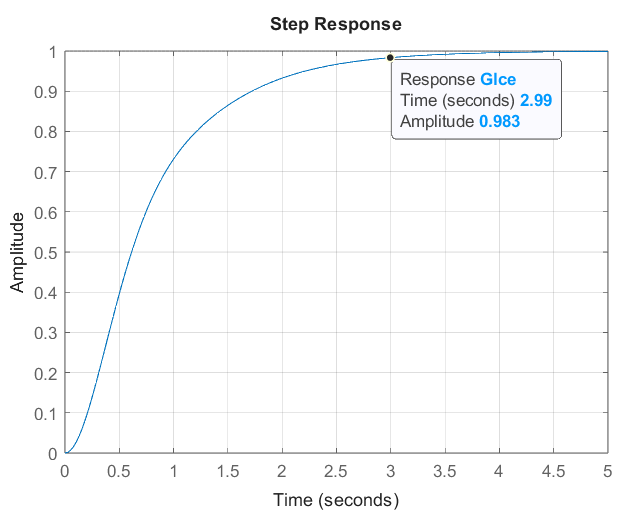 Step Response
Amplitude
1
0.9
0.8
0.7
0.6
0.5
0.4
0.3
0.2
0.1
0
Response GIce
Time (seconds) 2.99
Amplitude 0.983
0 0.5 1 1.5 2 2.5 3 3.5 4 4.5 5
Time (seconds)